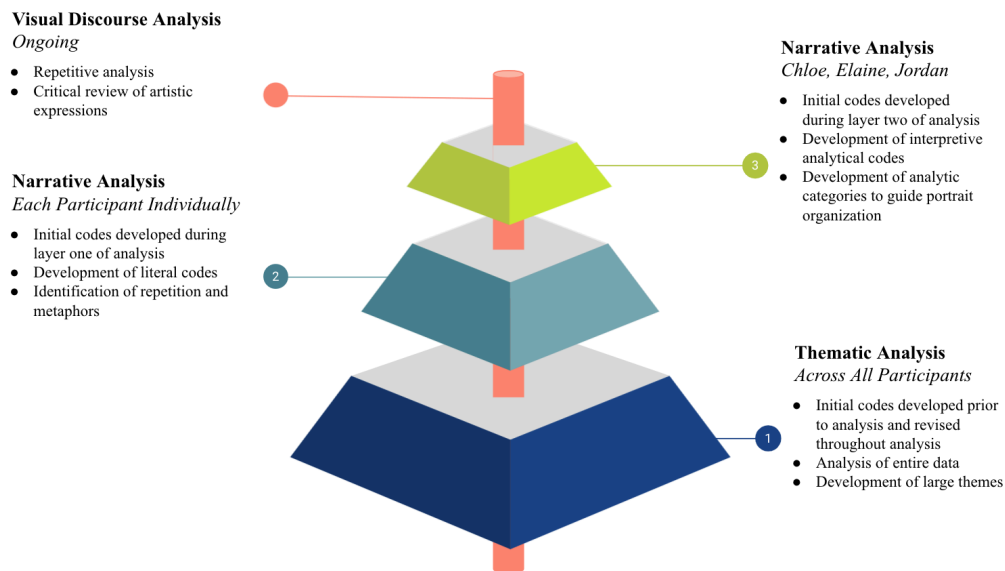 Visual Discourse Analysis
Ongoing
● Repetitive analysis
● Critical review of artistic
expressions
Narrative Analysis
Each Participant Individually
● Initial codes developed during
layer one of analysis
● Development of literal codes
● Identification of repetition and
metaphors
2
Narrative Analysis
Chloe, Elaine, Jordan
● Initial codes developed
during layer two of analysis
● Development of interpretive
analytical codes
● Development of analytic
categories to guide portrait
organization
3
Thematic Analysis
Across All Participants
● Initial codes developed prior
to analysis and revised
throughout analysis
● Analysis of entire data
● Development of large themes
1